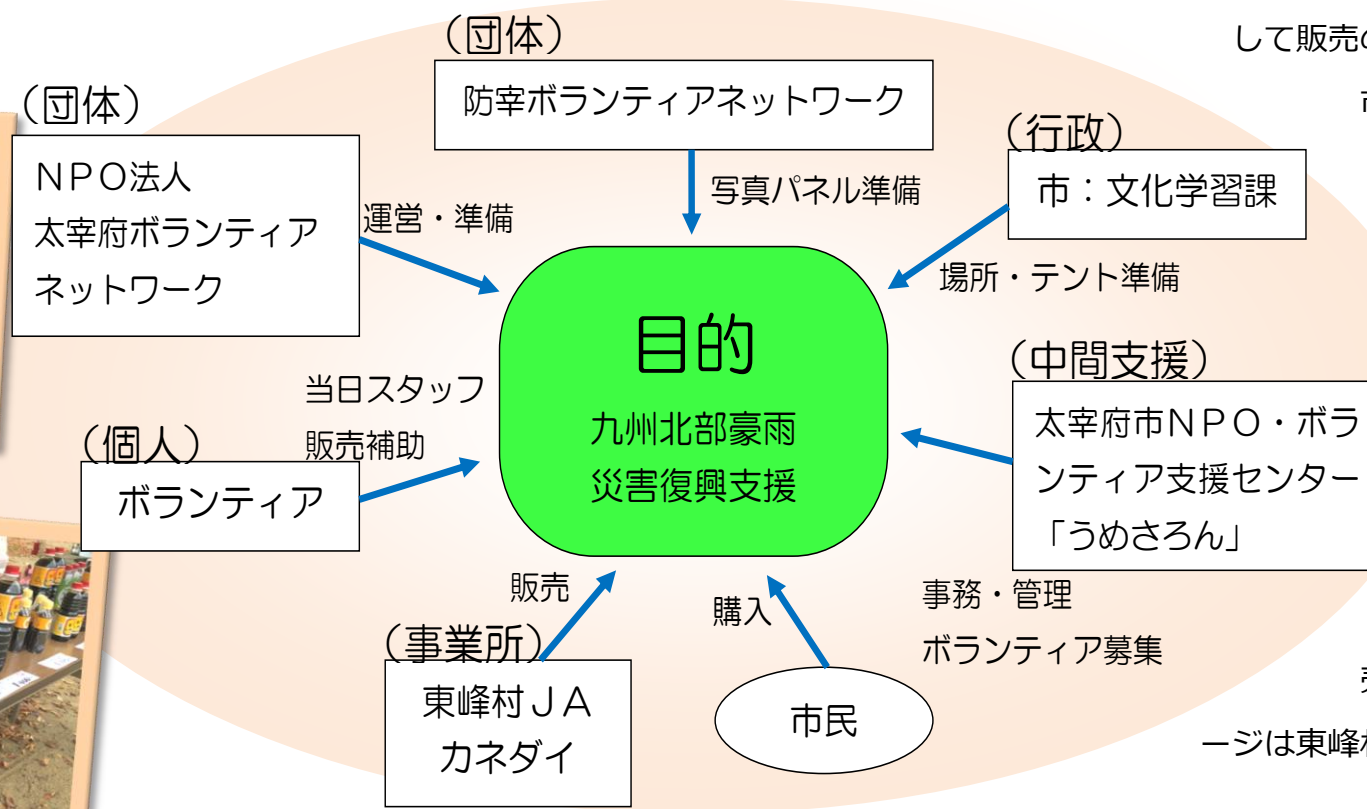 （団体）
防宰ボランティアネットワーク
写真パネル準備
（団体）
ＮＰＯ法人
太宰府ボランティア
ネットワーク
運営・準備
（行政）
市：文化学習課
場所・テント準備
目的
九州北部豪雨
災害復興支援
（中間支援）
太宰府市ＮＰＯ・ボラ
ンティア支援センター
「うめさろん」
事務・管理
ボランティア募集
当日スタッフ
販売補助
（個人）
ボランティア
販売
（事業所）
東峰村ＪＡ
カネダイ
購入
市民
して販売
ージは東峰